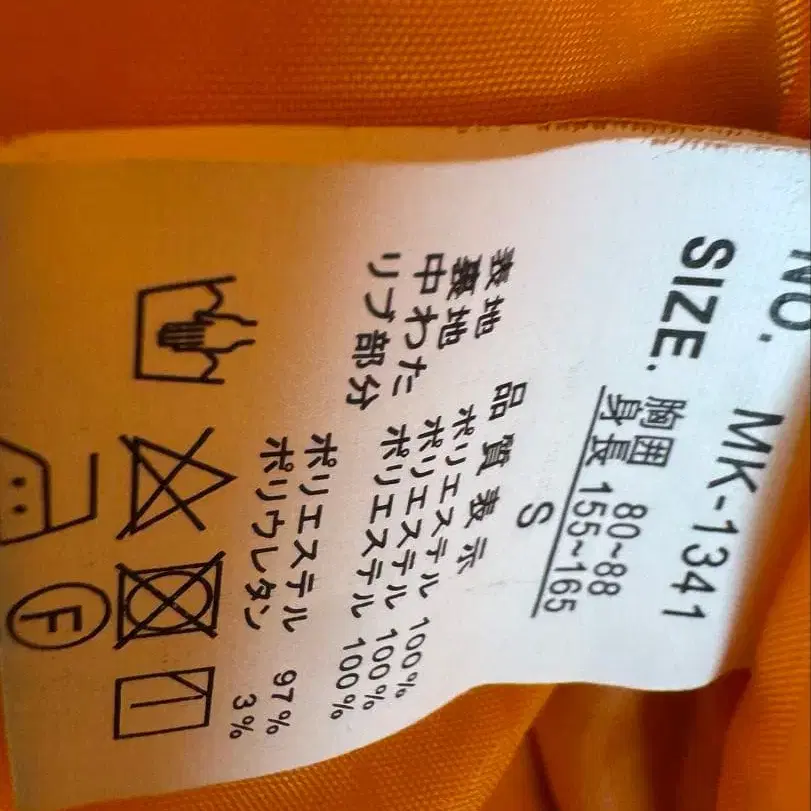 NO. MK-1341
SIZE.
胸囲 80~88
身長 155~165
S
品質表示
表地 ポリエステル 100%
裏地 ポリエステル 100%
中わた ポリエステル 100%
リブ部分 ポリエステル 97%
ポリウレタン 3%
F